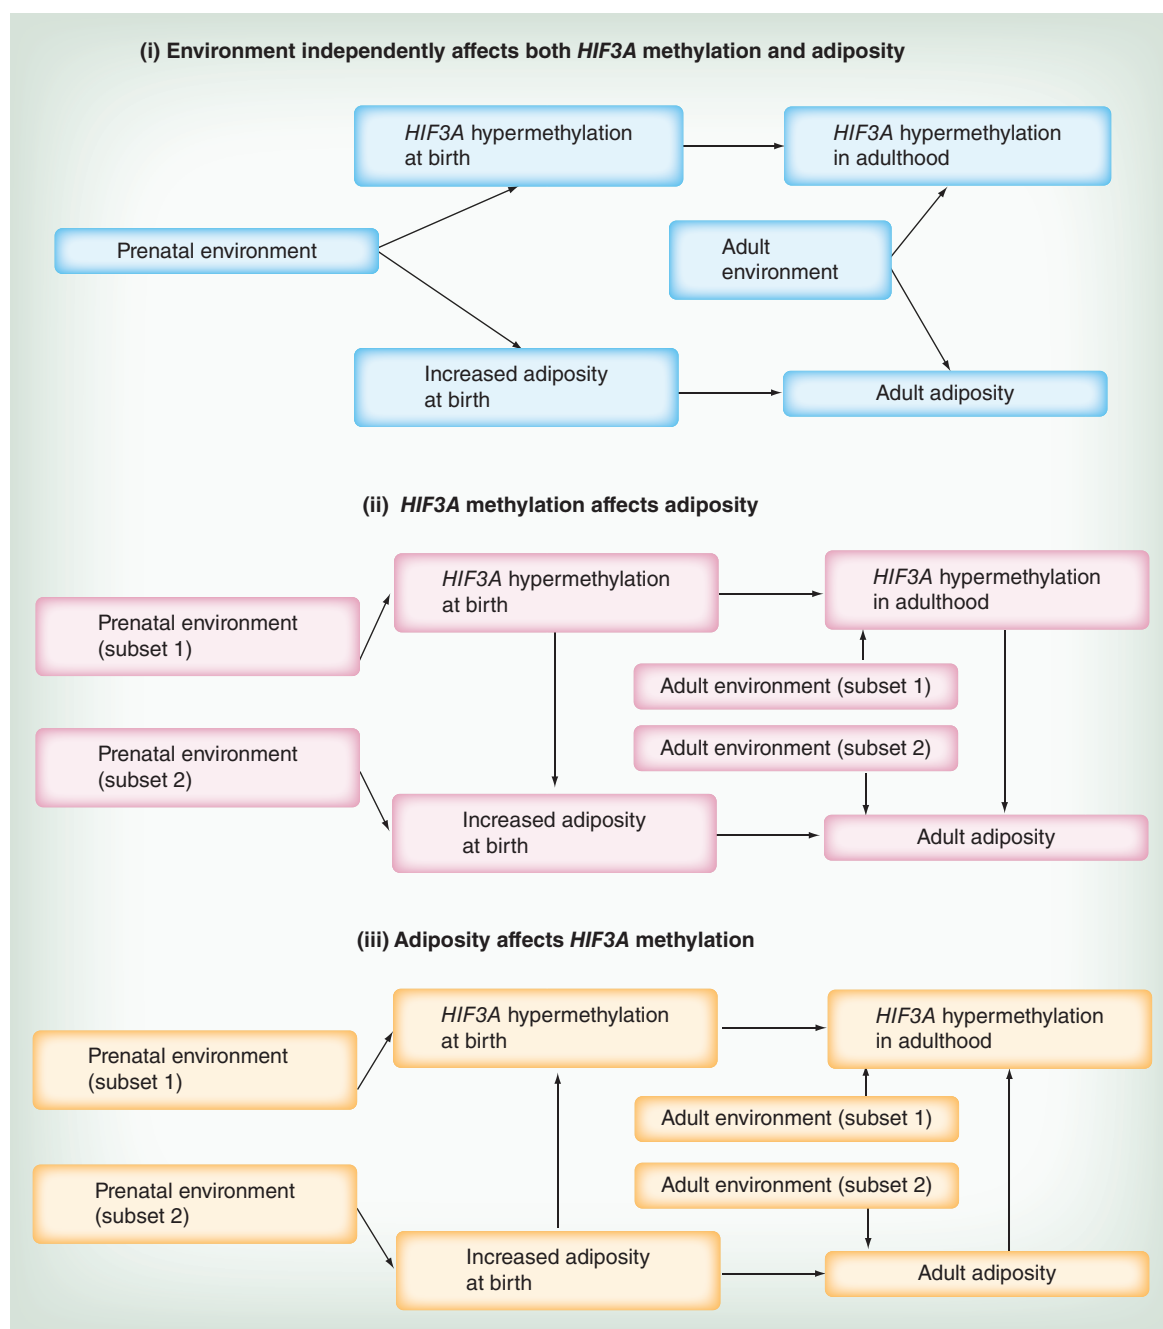 (i) Environment independently affects both HIF3A methylation and adiposity
HIF3A hypermethylation
at birth
HIF3A hypermethylation
in adulthood
Prenatal environment
Adult
environment
Increased adiposity
at birth
Adult adiposity
(ii) HIF3A methylation affects adiposity
HIF3A hypermethylation
at birth
HIF3A hypermethylation
in adulthood
Prenatal environment
(subset 1)
Adult environment (subset 1)
Prenatal environment
(subset 2)
Adult environment (subset 2)
Increased adiposity
at birth
Adult adiposity
(iii) Adiposity affects HIF3A methylation
HIF3A hypermethylation
at birth
HIF3A hypermethylation
in adulthood
Prenatal environment
(subset 1)
Adult environment (subset 1)
Prenatal environment
(subset 2)
Adult environment (subset 2)
Increased adiposity
at birth
Adult adiposity